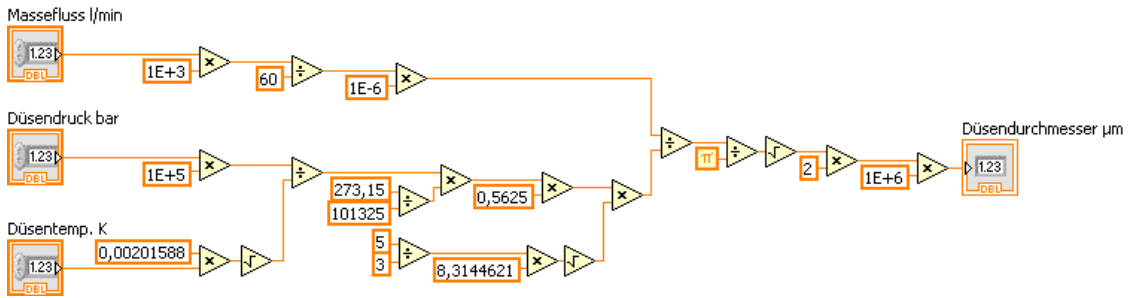 Massefluss l/min
1.23
DBL
1E+3
×
60
÷
1E-6
×
÷
π
÷
√
2
×
1E+6
×
Düsendurchmesser µm
1.23
DBL
Düsendruck bar
1.23
DBL
1E+5
×
÷
273,15
101325
÷
×
0,5625
×
×
Düsentemp. K
1.23
DBL
0,00201588
×
√
5
3
÷
8,3144621
×
√